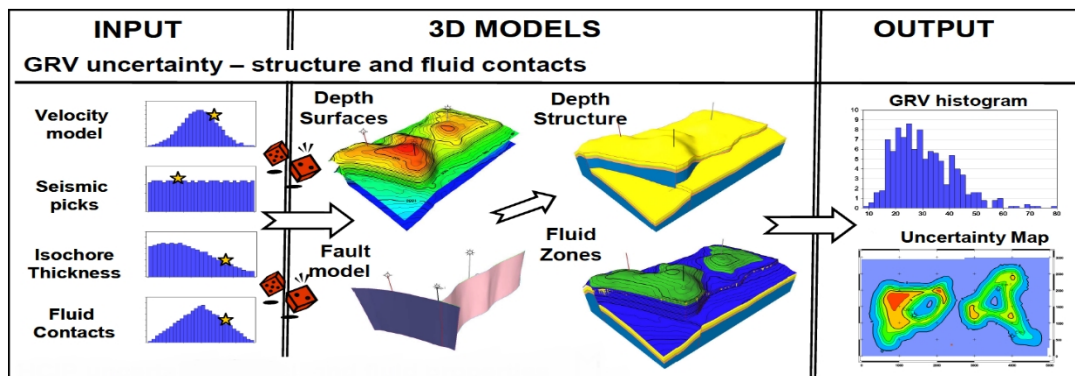 INPUT
3D MODELS
OUTPUT
GRV uncertainty – structure and fluid contacts
Velocity
model
Seismic
picks
Isochore
Thickness
Fluid
Contacts
Depth
Surfaces
Fault
model
Depth
Structure
Fluid
Zones
GRV histogram
10
9
8
7
6
5
4
3
2
1
0
10 20 30 40 50 60 70 80
Uncertainty Map